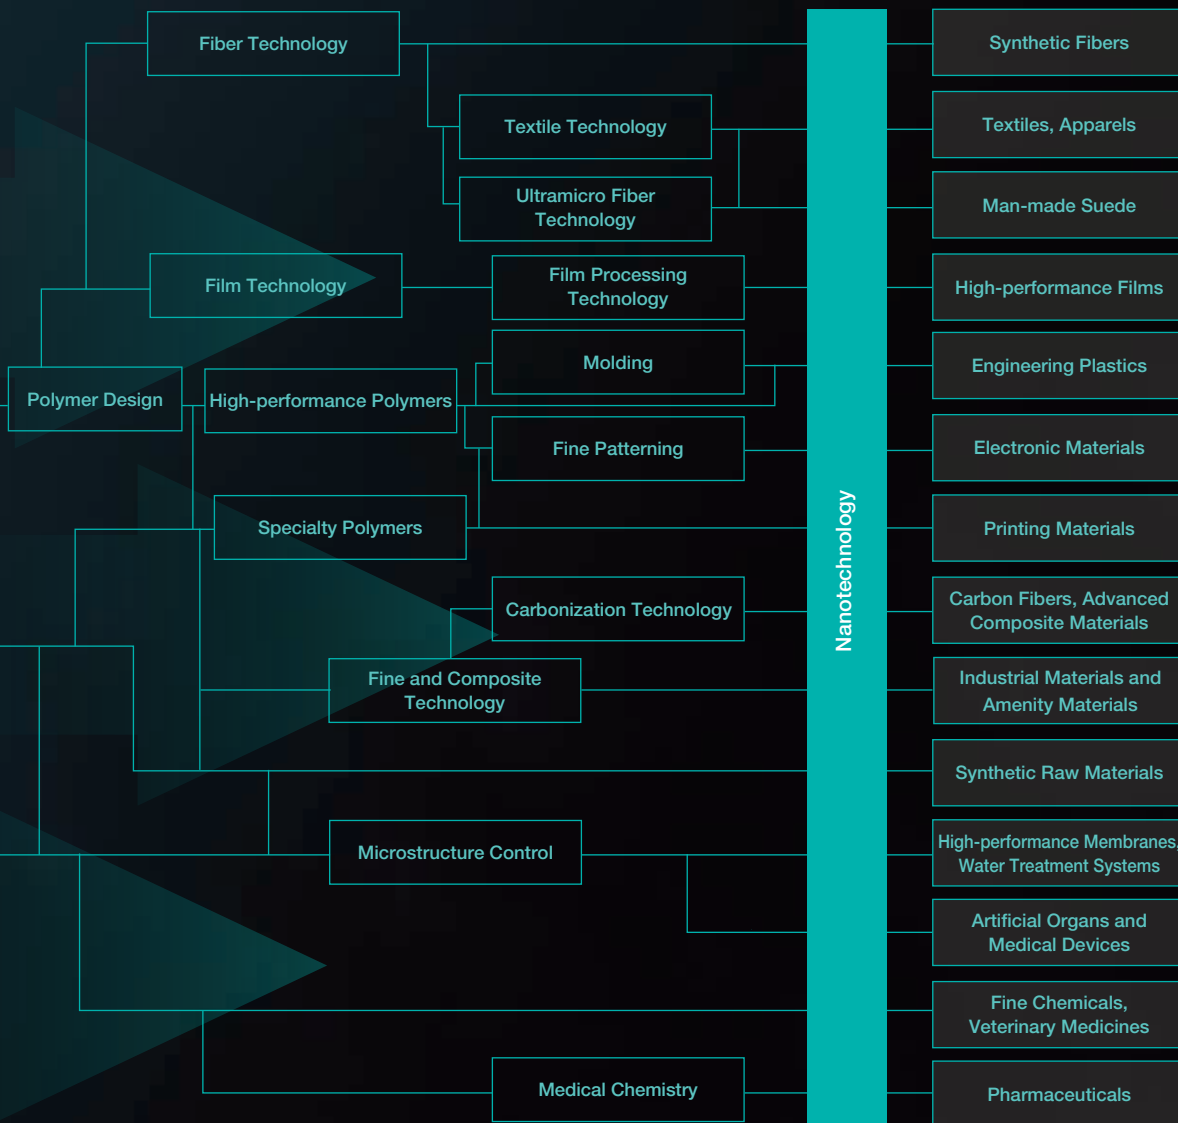 Fiber Technology
Synthetic Fibers
Textile Technology
Textiles, Apparels
Ultramicro Fiber
Technology
Man-made Suede
Film Technology
Film Processing
Technology
High-performance Films
Molding
Engineering Plastics
Polymer Design
High-performance Polymers
Fine Patterning
Electronic Materials
Specialty Polymers
Printing Materials
Nanotechnology
Carbonization Technology
Carbon Fibers, Advanced
Composite Materials
Fine and Composite
Technology
Industrial Materials and
Amenity Materials
Synthetic Raw Materials
Microstructure Control
High-performance Membranes,
Water Treatment Systems
Artificial Organs and
Medical Devices
Fine Chemicals,
Veterinary Medicines
Medical Chemistry
Pharmaceuticals